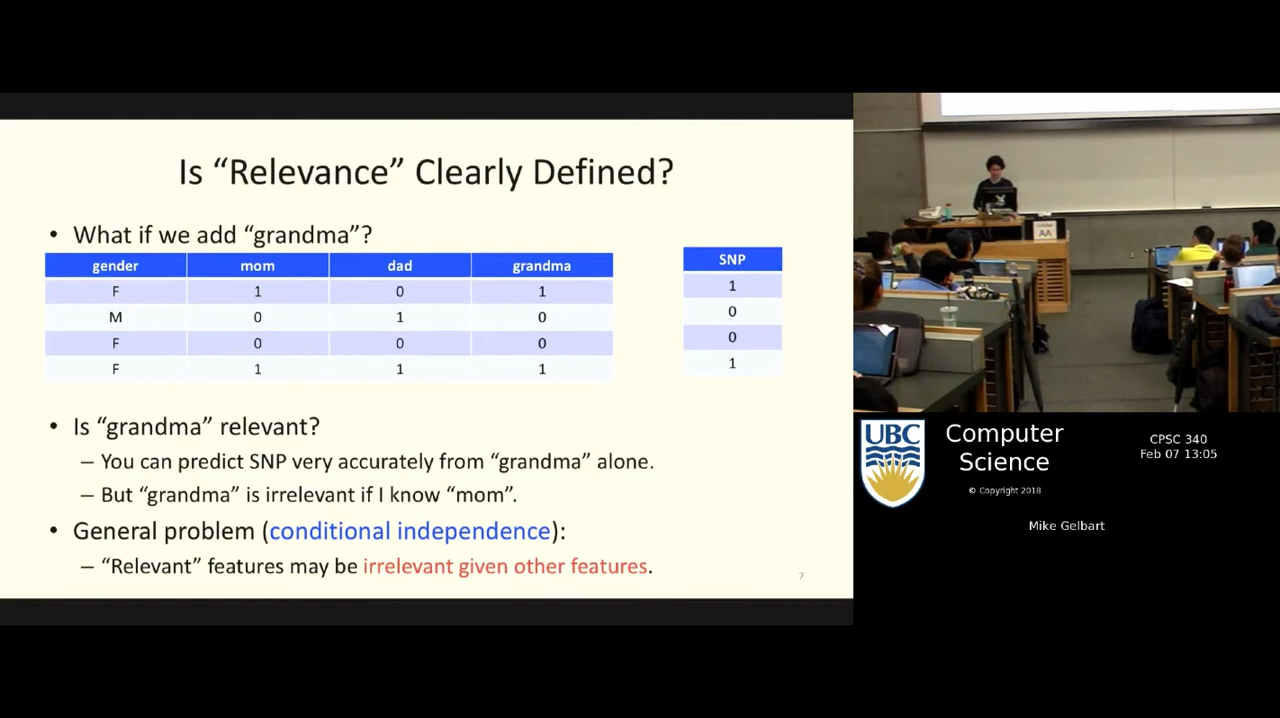 Is “Relevance” Clearly Defined?
• What if we add “grandma”?
gender mom dad grandma
F 1 0 1
M 0 1 0
F 0 0 0
F 1 1 1
SNP
1
0
0
1
• Is “grandma” relevant?
– You can predict SNP very accurately from “grandma” alone.
– But “grandma” is irrelevant if I know “mom”.
• General problem (conditional independence):
– “Relevant” features may be irrelevant given other features.
7
AA
UBC
Computer
Science
© Copyright 2018
CPSC 340
Feb 07 13:05
Mike Gelbart